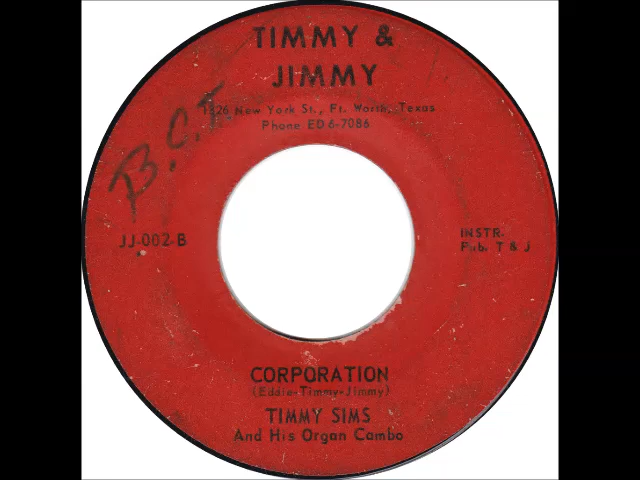 TIMMY &
JIMMY
1326 New York St., Ft. Worth, Texas
Phone ED 6-7086
B.C.T
JJ-002-B
INSTR.
Pub. T & J
CORPORATION
(Eddie-Timmy-Jimmy)
TIMMY SIMS
And His Organ Combo